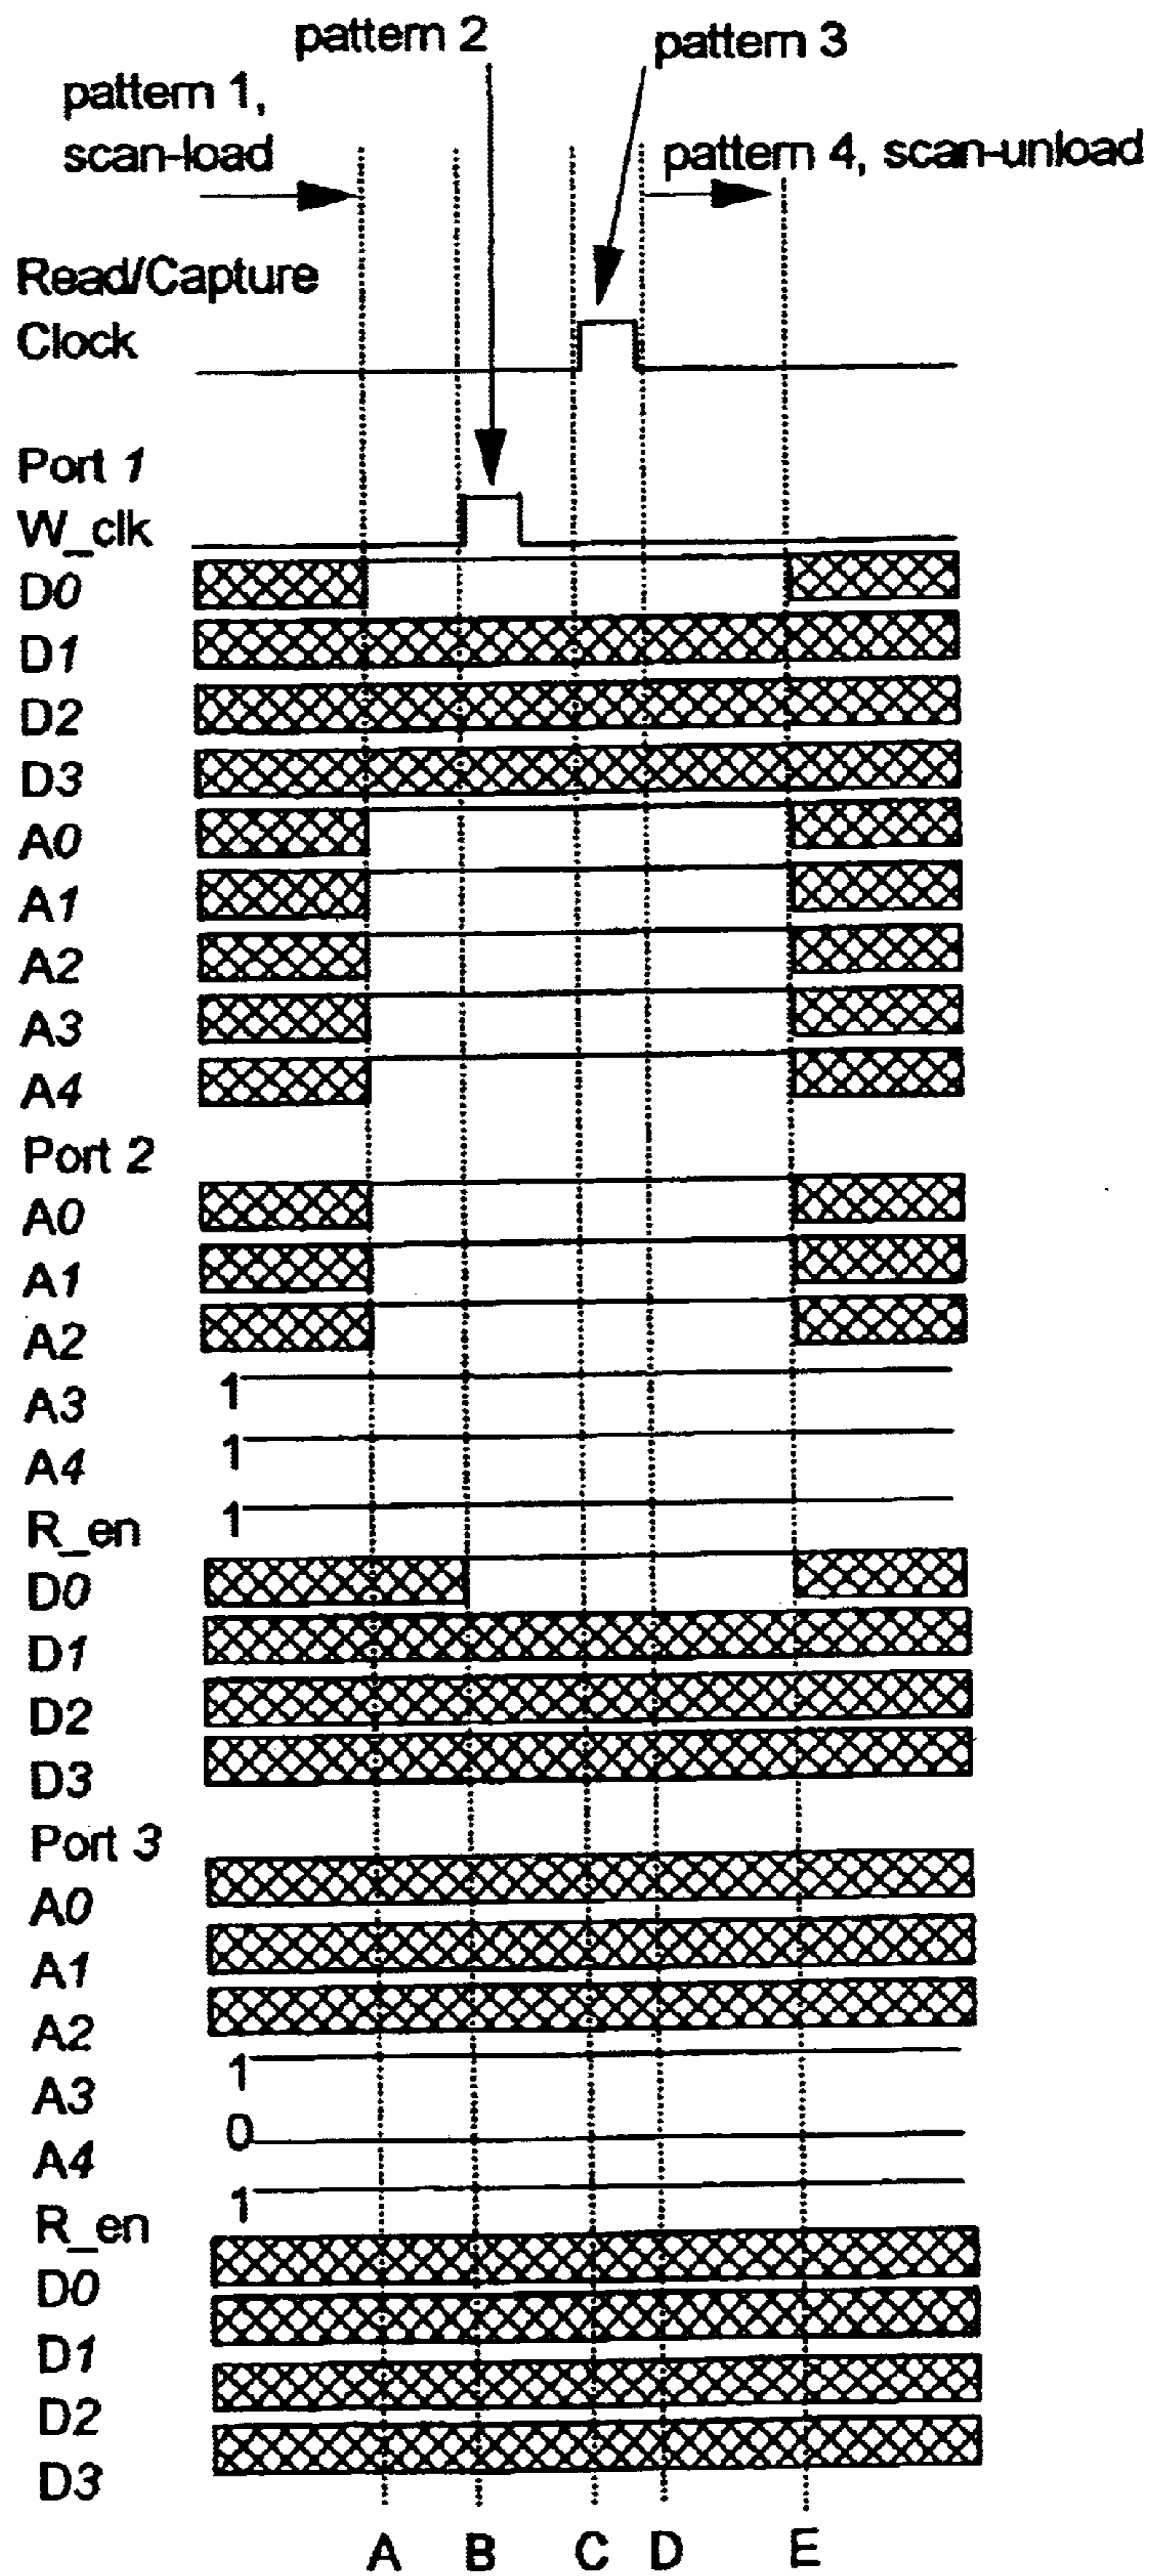 pattern 2
pattern 3
pattern 1,
scan-load
pattern 4, scan-unload
Read/Capture
Clock
Port 1
W_clk
D0
D1
D2
D3
A0
A1
A2
A3
A4
Port 2
A0
A1
A2
1
A3
1
A4
1
R_en
D0
D1
D2
D3
Port 3
A0
A1
A2
1
A3
0
A4
1
R_en
D0
D1
D2
D3
A B C D E